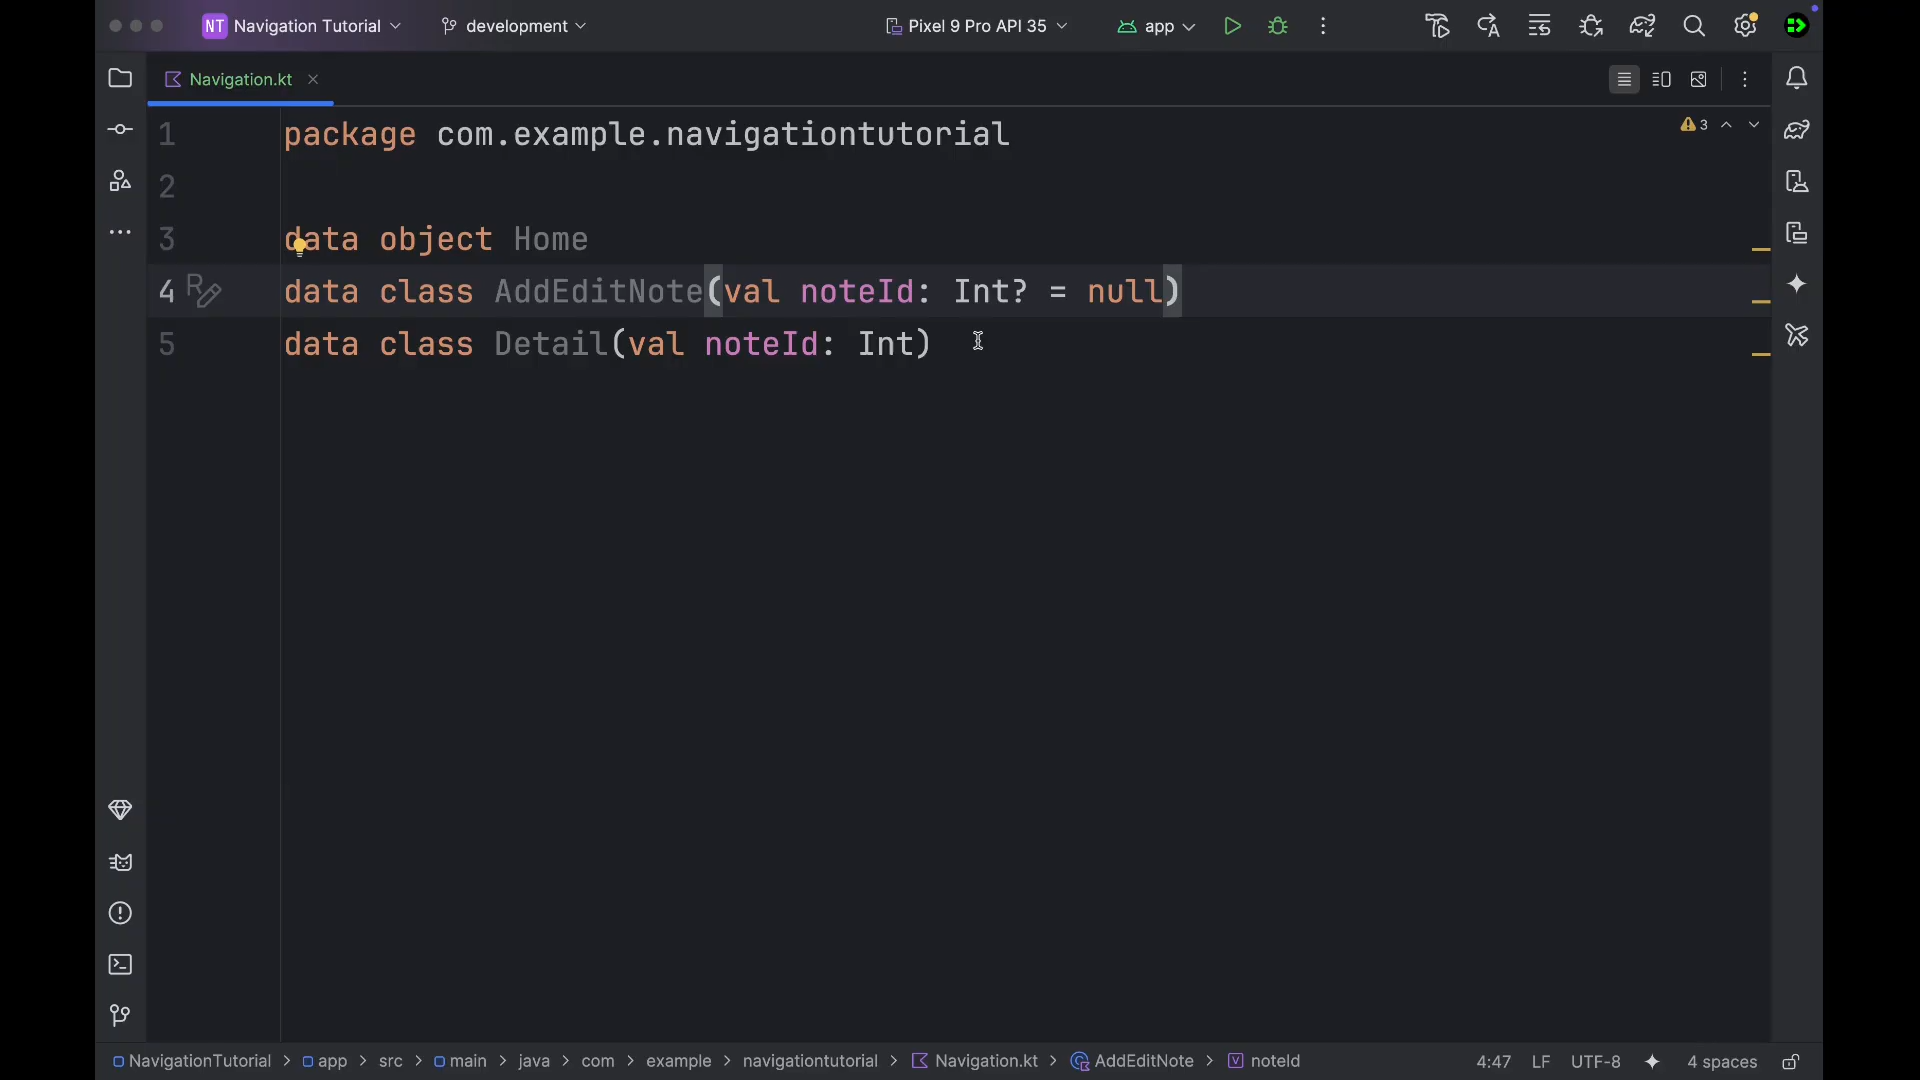 NT Navigation Tutorial development Pixel 9 Pro API 35 app
Navigation.kt
3
1 package com.example.navigationtutorial
2
3 data object Home
4 data class AddEditNote(val noteId: Int? = null)
5 data class Detail(val noteId: Int)
NavigationTutorial > app > src > main > java > com > example > navigationtutorial > Navigation.kt > AddEditNote > noteId 4:47 LF UTF-8 4 spaces